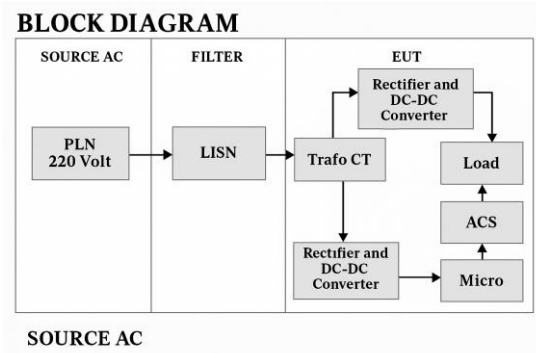 BLOCK DIAGRAM
SOURCE AC
FILTER
EUT
PLN
220 Volt
LISN
Trafo CT
Rectifier and
DC-DC
Converter
Load
ACS
Rectifier and
DC-DC
Converter
Micro
SOURCE AC